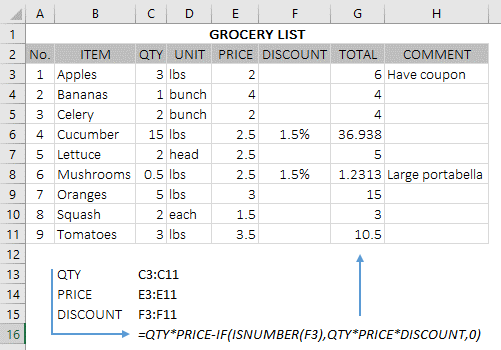 A B C D E F G H
1 GROCERY LIST
2 No. ITEM QTY UNIT PRICE DISCOUNT TOTAL COMMENT
3 1 Apples 3 lbs 2 6 Have coupon
4 2 Bananas 1 bunch 4 4
5 3 Celery 2 bunch 2 4
6 4 Cucumber 15 lbs 2.5 1.5% 36.938
7 5 Lettuce 2 head 2.5 5
8 6 Mushrooms 0.5 lbs 2.5 1.5% 1.2313 Large portabella
9 7 Oranges 5 lbs 3 15
10 8 Squash 2 each 1.5 3
11 9 Tomatoes 3 lbs 3.5 10.5
12
13 QTY C3:C11
14 PRICE E3:E11
15 DISCOUNT F3:F11
16 =QTY*PRICE-IF(ISNUMBER(F3),QTY*PRICE*DISCOUNT,0)